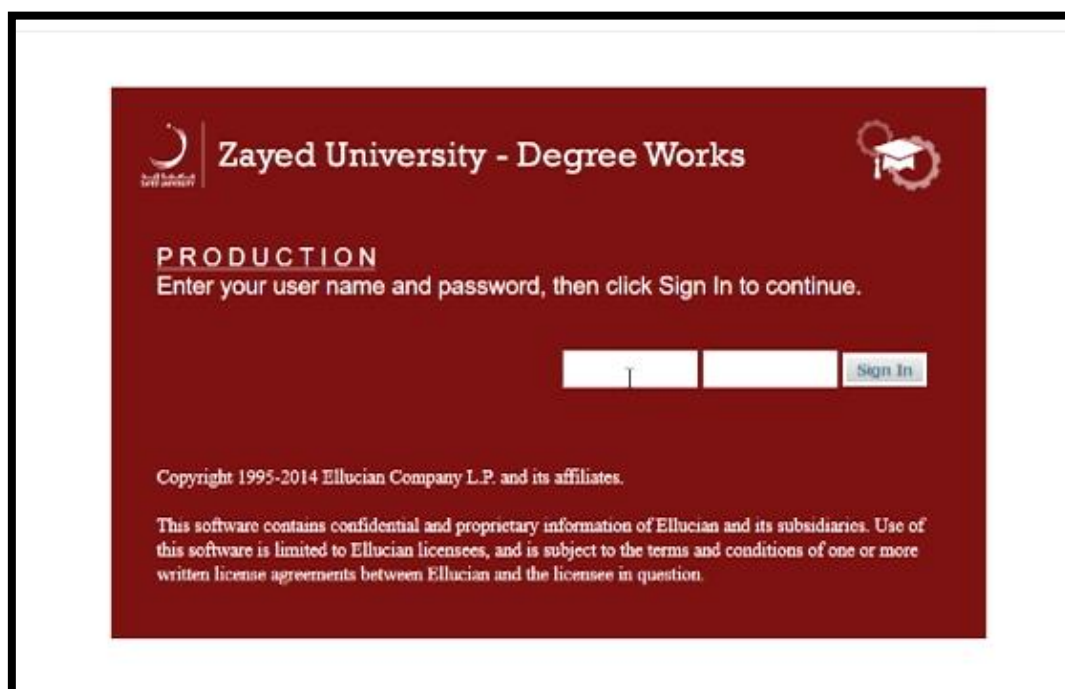 Zayed University - Degree Works
PRODUCTION
Enter your user name and password, then click Sign In to continue.
Sign In
Copyright 1995-2014 Ellucian Company L.P. and its affiliates.
This software contains confidential and proprietary information of Ellucian and its subsidiaries. Use of
this software is limited to Ellucian licensees, and is subject to the terms and conditions of one or more
written license agreements between Ellucian and the licensee in question.